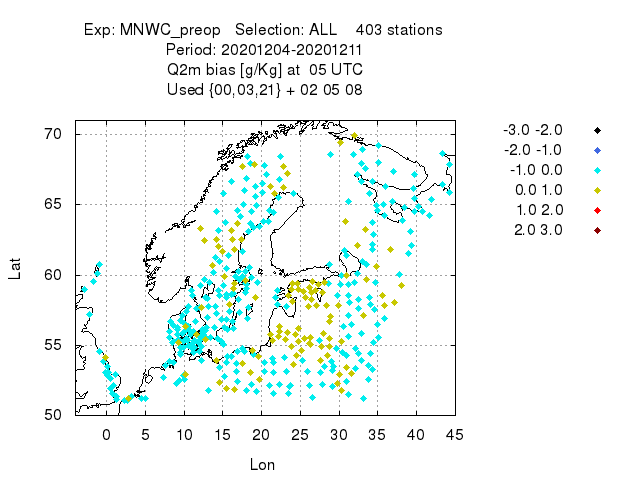 Exp: MNWC_preop   Selection: ALL    403 stations
Period: 20201204-20201211
Q2m bias [g/Kg] at  05 UTC
Used {00,03,21} + 02 05 08
70
65
60
55
50
Lat
0 5 10 15 20 25 30 35 40 45
Lon
-3.0 -2.0
-2.0 -1.0
-1.0 0.0
0.0 1.0
1.0 2.0
2.0 3.0